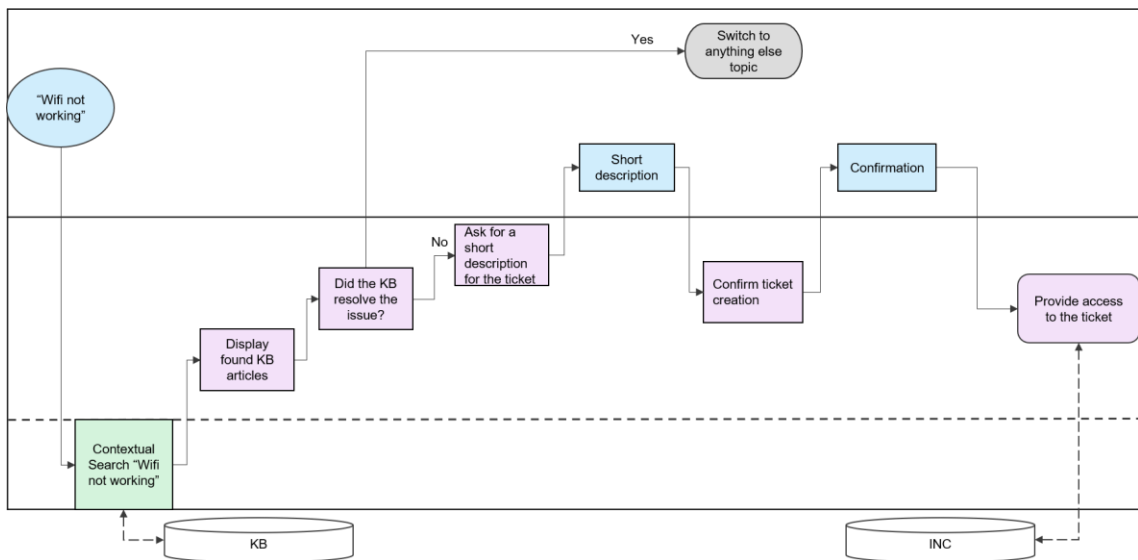 Yes
Switch to
anything else
topic
“Wifi not
working”
Short
description
Confirmation
No
Ask for a
short
description
for the ticket
Did the KB
resolve the
issue?
Confirm ticket
creation
Provide access
to the ticket
Display
found KB
articles
Contextual
Search “Wifi
not working”
KB
INC